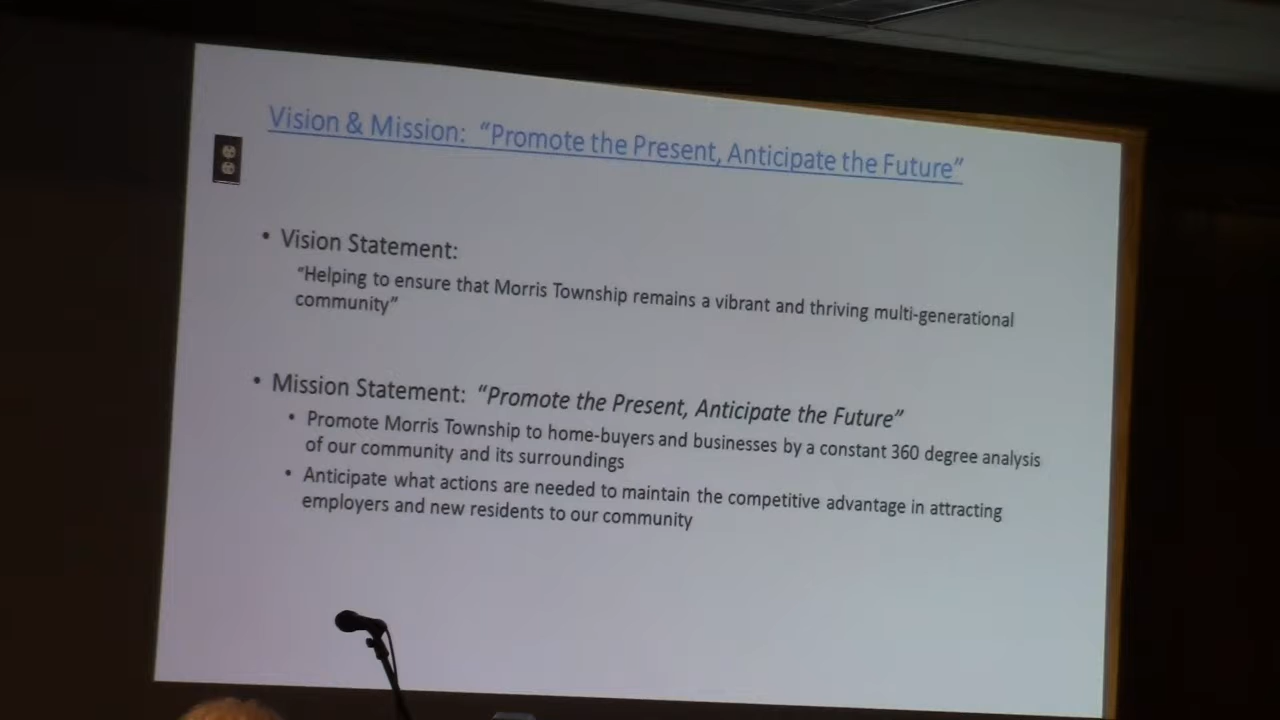 Vision & Mission: “Promote the Present, Anticipate the Future”
• Vision Statement:
“Helping to ensure that Morris Township remains a vibrant and thriving multi-generational
community”
• Mission Statement: “Promote the Present, Anticipate the Future”
• Promote Morris Township to home-buyers and businesses by a constant 360 degree analysis
of our community and its surroundings
• Anticipate what actions are needed to maintain the competitive advantage in attracting
employers and new residents to our community